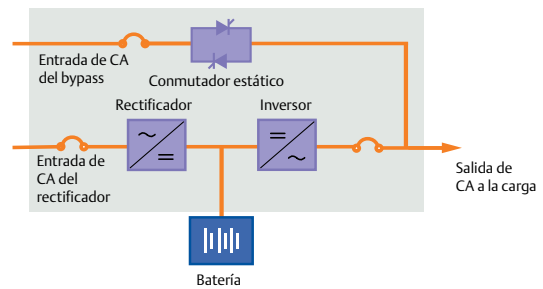 Entrada de CA
del bypass
Conmutador estático
Rectificador
Inversor
Entrada de
CA del
rectificador
Salida de
CA a la carga
Batería